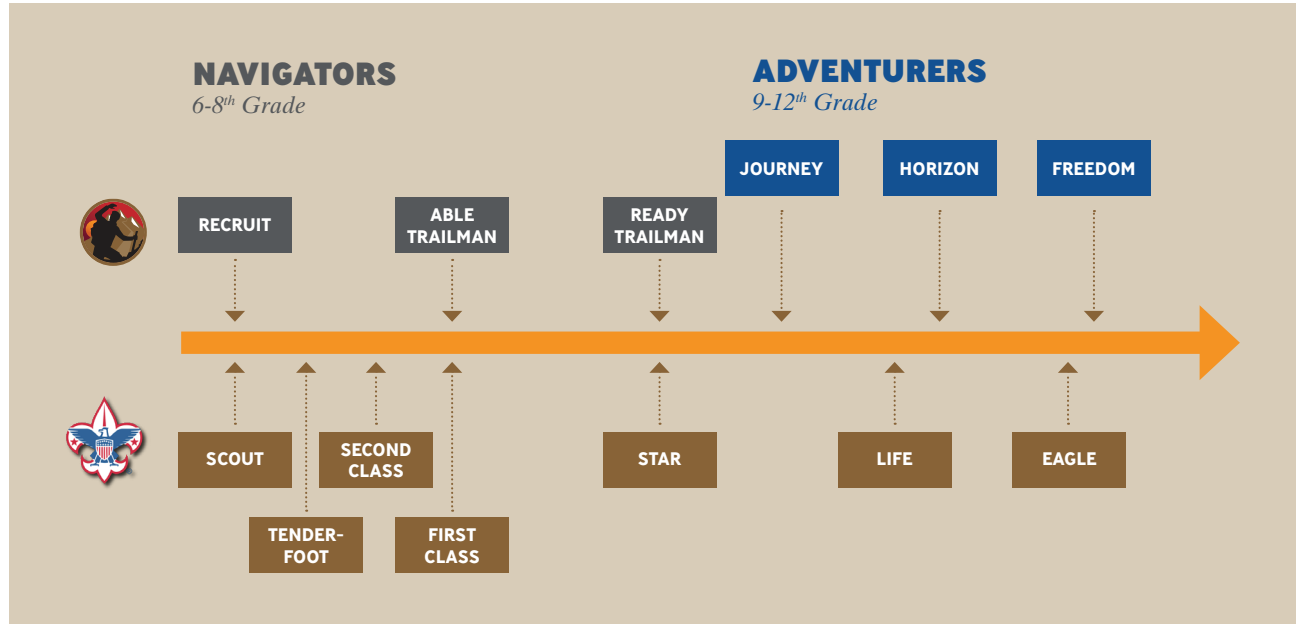 NAVIGATORS
6-8th Grade
ADVENTURERS
9-12th Grade
JOURNEY
HORIZON
FREEDOM
RECRUIT
ABLE
TRAILMAN
READY
TRAILMAN
SCOUT
SECOND
CLASS
STAR
LIFE
EAGLE
TENDER-
FOOT
FIRST
CLASS